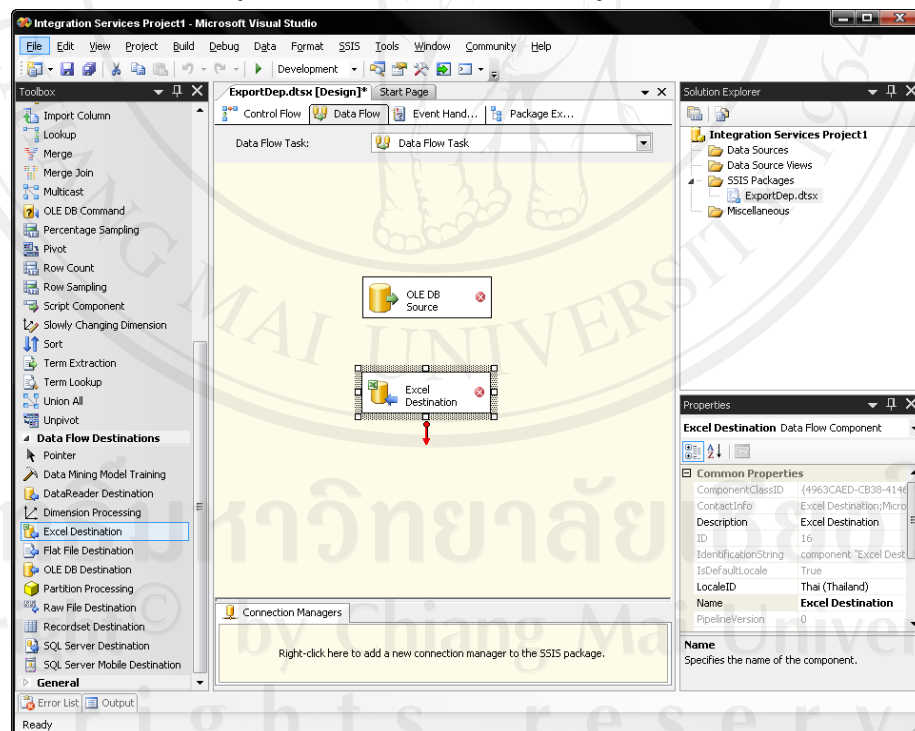 Integration Services Project1 - Microsoft Visual Studio
File Edit View Project Build Debug Data Format SSIS Tools Window Community Help
Development
Toolbox
Import Column
Lookup
Merge
Merge Join
Multicast
OLE DB Command
Percentage Sampling
Pivot
Row Count
Row Sampling
Script Component
Slowly Changing Dimension
Sort
Term Extraction
Term Lookup
Union All
Unpivot
Data Flow Destinations
Pointer
Data Mining Model Training
DataReader Destination
Dimension Processing
Excel Destination
Flat File Destination
OLE DB Destination
Partition Processing
Raw File Destination
Recordset Destination
SQL Server Destination
SQL Server Mobile Destination
General
ExportDep.dtsx [Design]* Start Page
Control Flow Data Flow Event Hand... Package Ex...
Data Flow Task: Data Flow Task
OLE DB
Source
Excel
Destination
Connection Managers
Right-click here to add a new connection manager to the SSIS package.
Solution Explorer
Integration Services Project1
Data Sources
Data Source Views
SSIS Packages
ExportDep.dtsx
Miscellaneous
Properties
Excel Destination Data Flow Component
Common Properties
ComponentClassID {4963CAED-CB38-4146
ContactInfo Excel Destination;Micro
Description Excel Destination
ID 16
IdentificationString component "Excel Dest
IsDefaultLocale True
LocaleID Thai (Thailand)
Name Excel Destination
PipelineVersion 0
Name
Specifies the name of the component.
Error List Output
Ready
MAI UNIVERSIT 1964
by Chiang Mai Univer
rights reserv